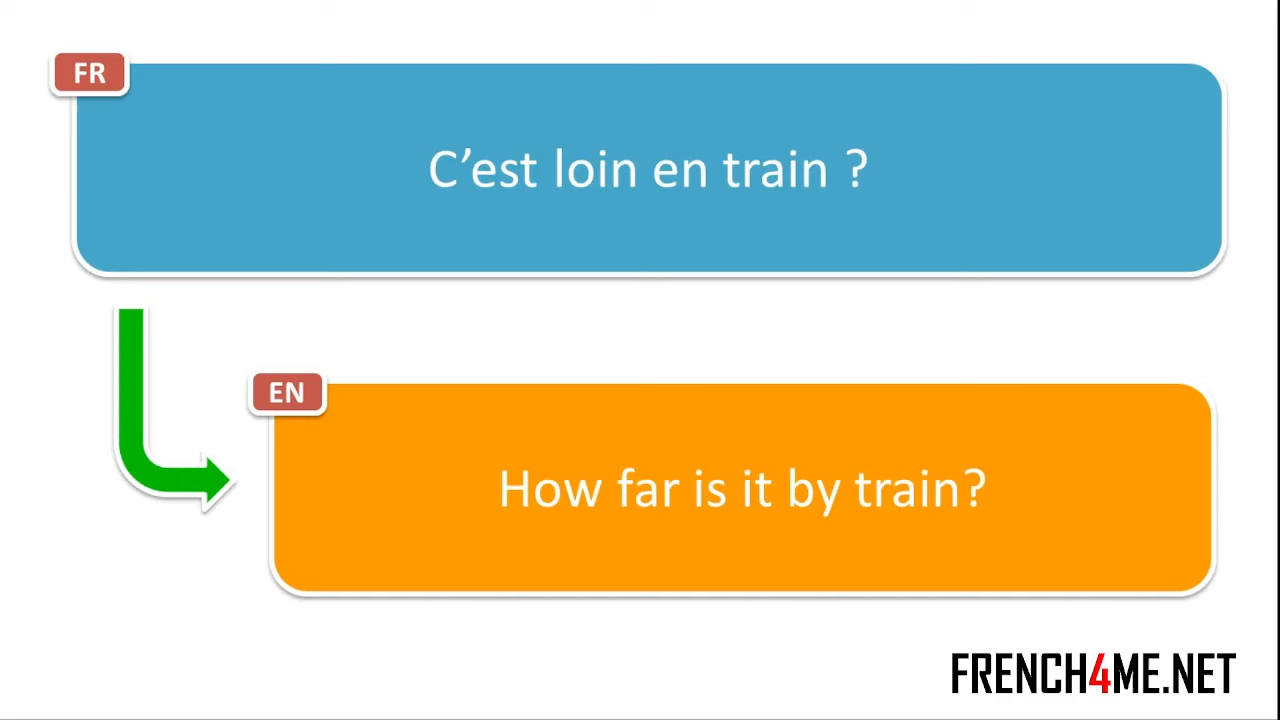 FR
C’est loin en train ?
EN
How far is it by train?
FRENCH4ME.NET